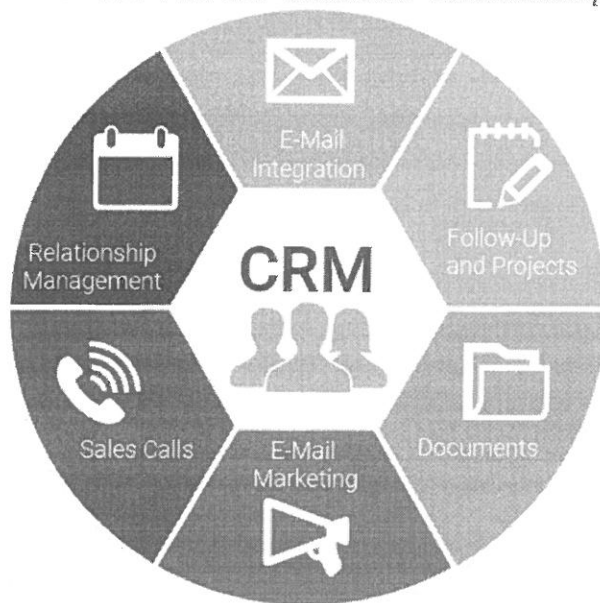 E-Mail
Integration
Follow-Up
and Projects
Relationship
Management
CRM
Sales Calls
E-Mail
Marketing
Documents